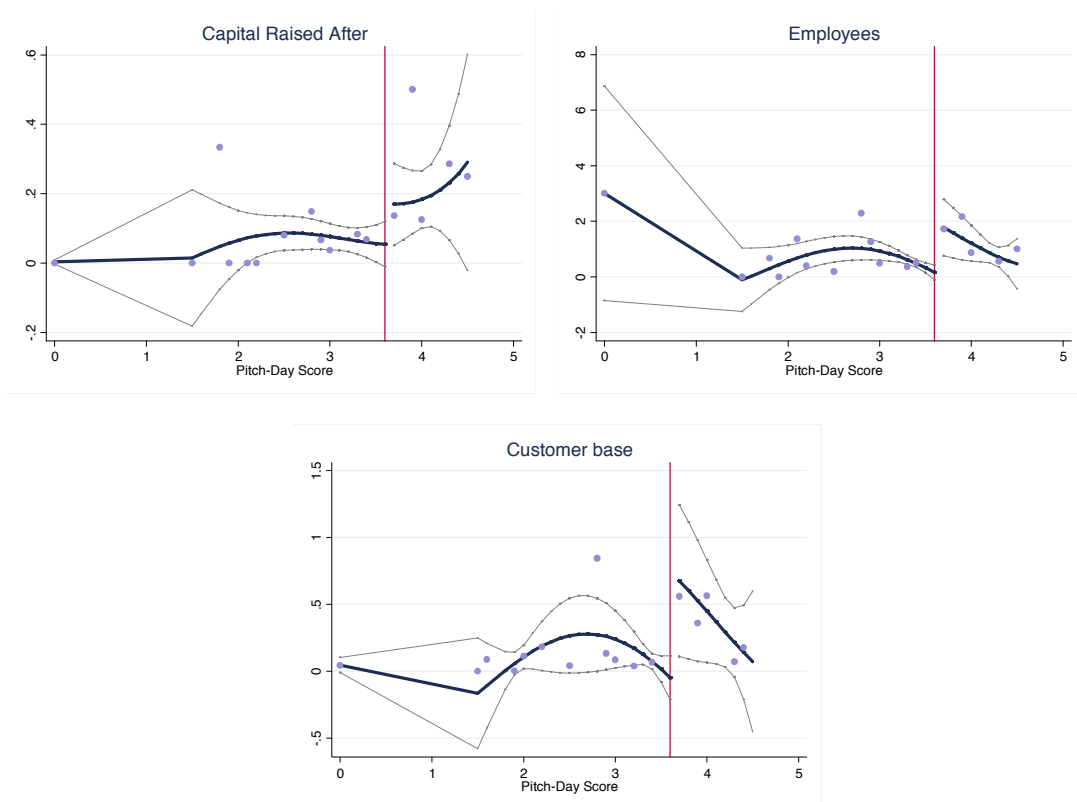 Capital Raised After
.6
.4
.2
0
-.2
0 1 2 3 4 5
Pitch-Day Score
Employees
8
6
4
2
0
-2
0 1 2 3 4 5
Pitch-Day Score
Customer base
1.5
1
.5
0
-.5
0 1 2 3 4 5
Pitch-Day Score